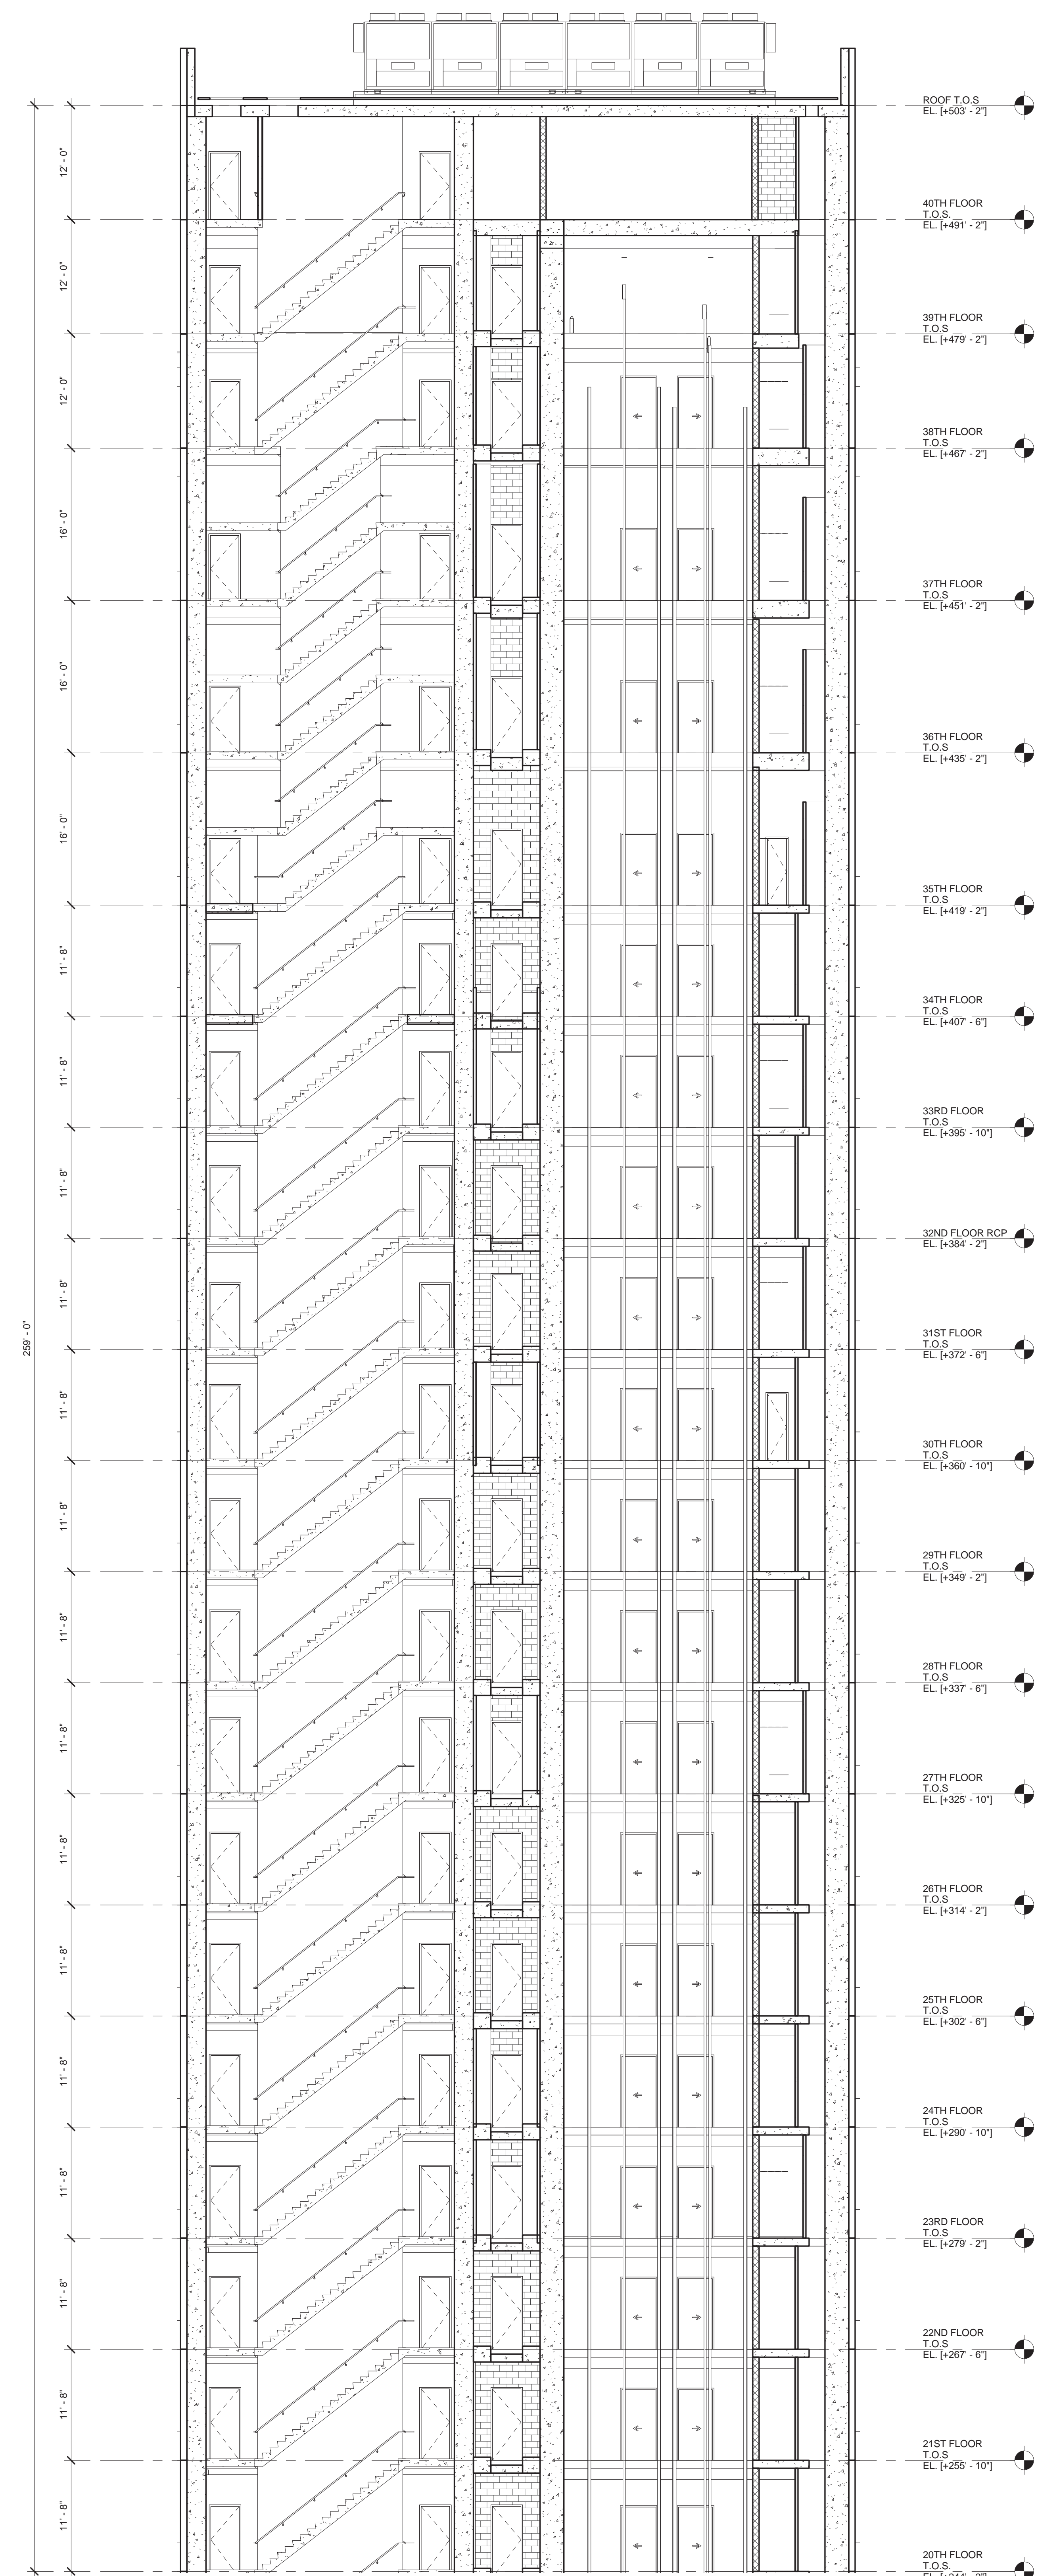 ROOF T.O.S
EL. [+503' - 2"]
12' - 0"
40TH FLOOR
T.O.S.
EL. [+491' - 2"]
12' - 0"
39TH FLOOR
T.O.S
EL. [+479' - 2"]
12' - 0"
38TH FLOOR
T.O.S
EL. [+467' - 2"]
16' - 0"
37TH FLOOR
T.O.S
EL. [+451' - 2"]
16' - 0"
36TH FLOOR
T.O.S
EL. [+435' - 2"]
16' - 0"
35TH FLOOR
T.O.S
EL. [+419' - 2"]
11' - 8"
34TH FLOOR
T.O.S
EL. [+407' - 6"]
11' - 8"
33RD FLOOR
T.O.S
EL. [+395' - 10"]
11' - 8"
32ND FLOOR RCP
EL. [+384' - 2"]
11' - 8"
259' - 0"
31ST FLOOR
T.O.S
EL. [+372' - 6"]
11' - 8"
30TH FLOOR
T.O.S
EL. [+360' - 10"]
11' - 8"
29TH FLOOR
T.O.S
EL. [+349' - 2"]
11' - 8"
28TH FLOOR
T.O.S
EL. [+337' - 6"]
11' - 8"
27TH FLOOR
T.O.S
EL. [+325' - 10"]
11' - 8"
26TH FLOOR
T.O.S
EL. [+314' - 2"]
11' - 8"
25TH FLOOR
T.O.S
EL. [+302' - 6"]
11' - 8"
24TH FLOOR
T.O.S
EL. [+290' - 10"]
11' - 8"
23RD FLOOR
T.O.S
EL. [+279' - 2"]
11' - 8"
22ND FLOOR
T.O.S
EL. [+267' - 6"]
11' - 8"
21ST FLOOR
T.O.S
EL. [+255' - 10"]
11' - 8"
20TH FLOOR
T.O.S.